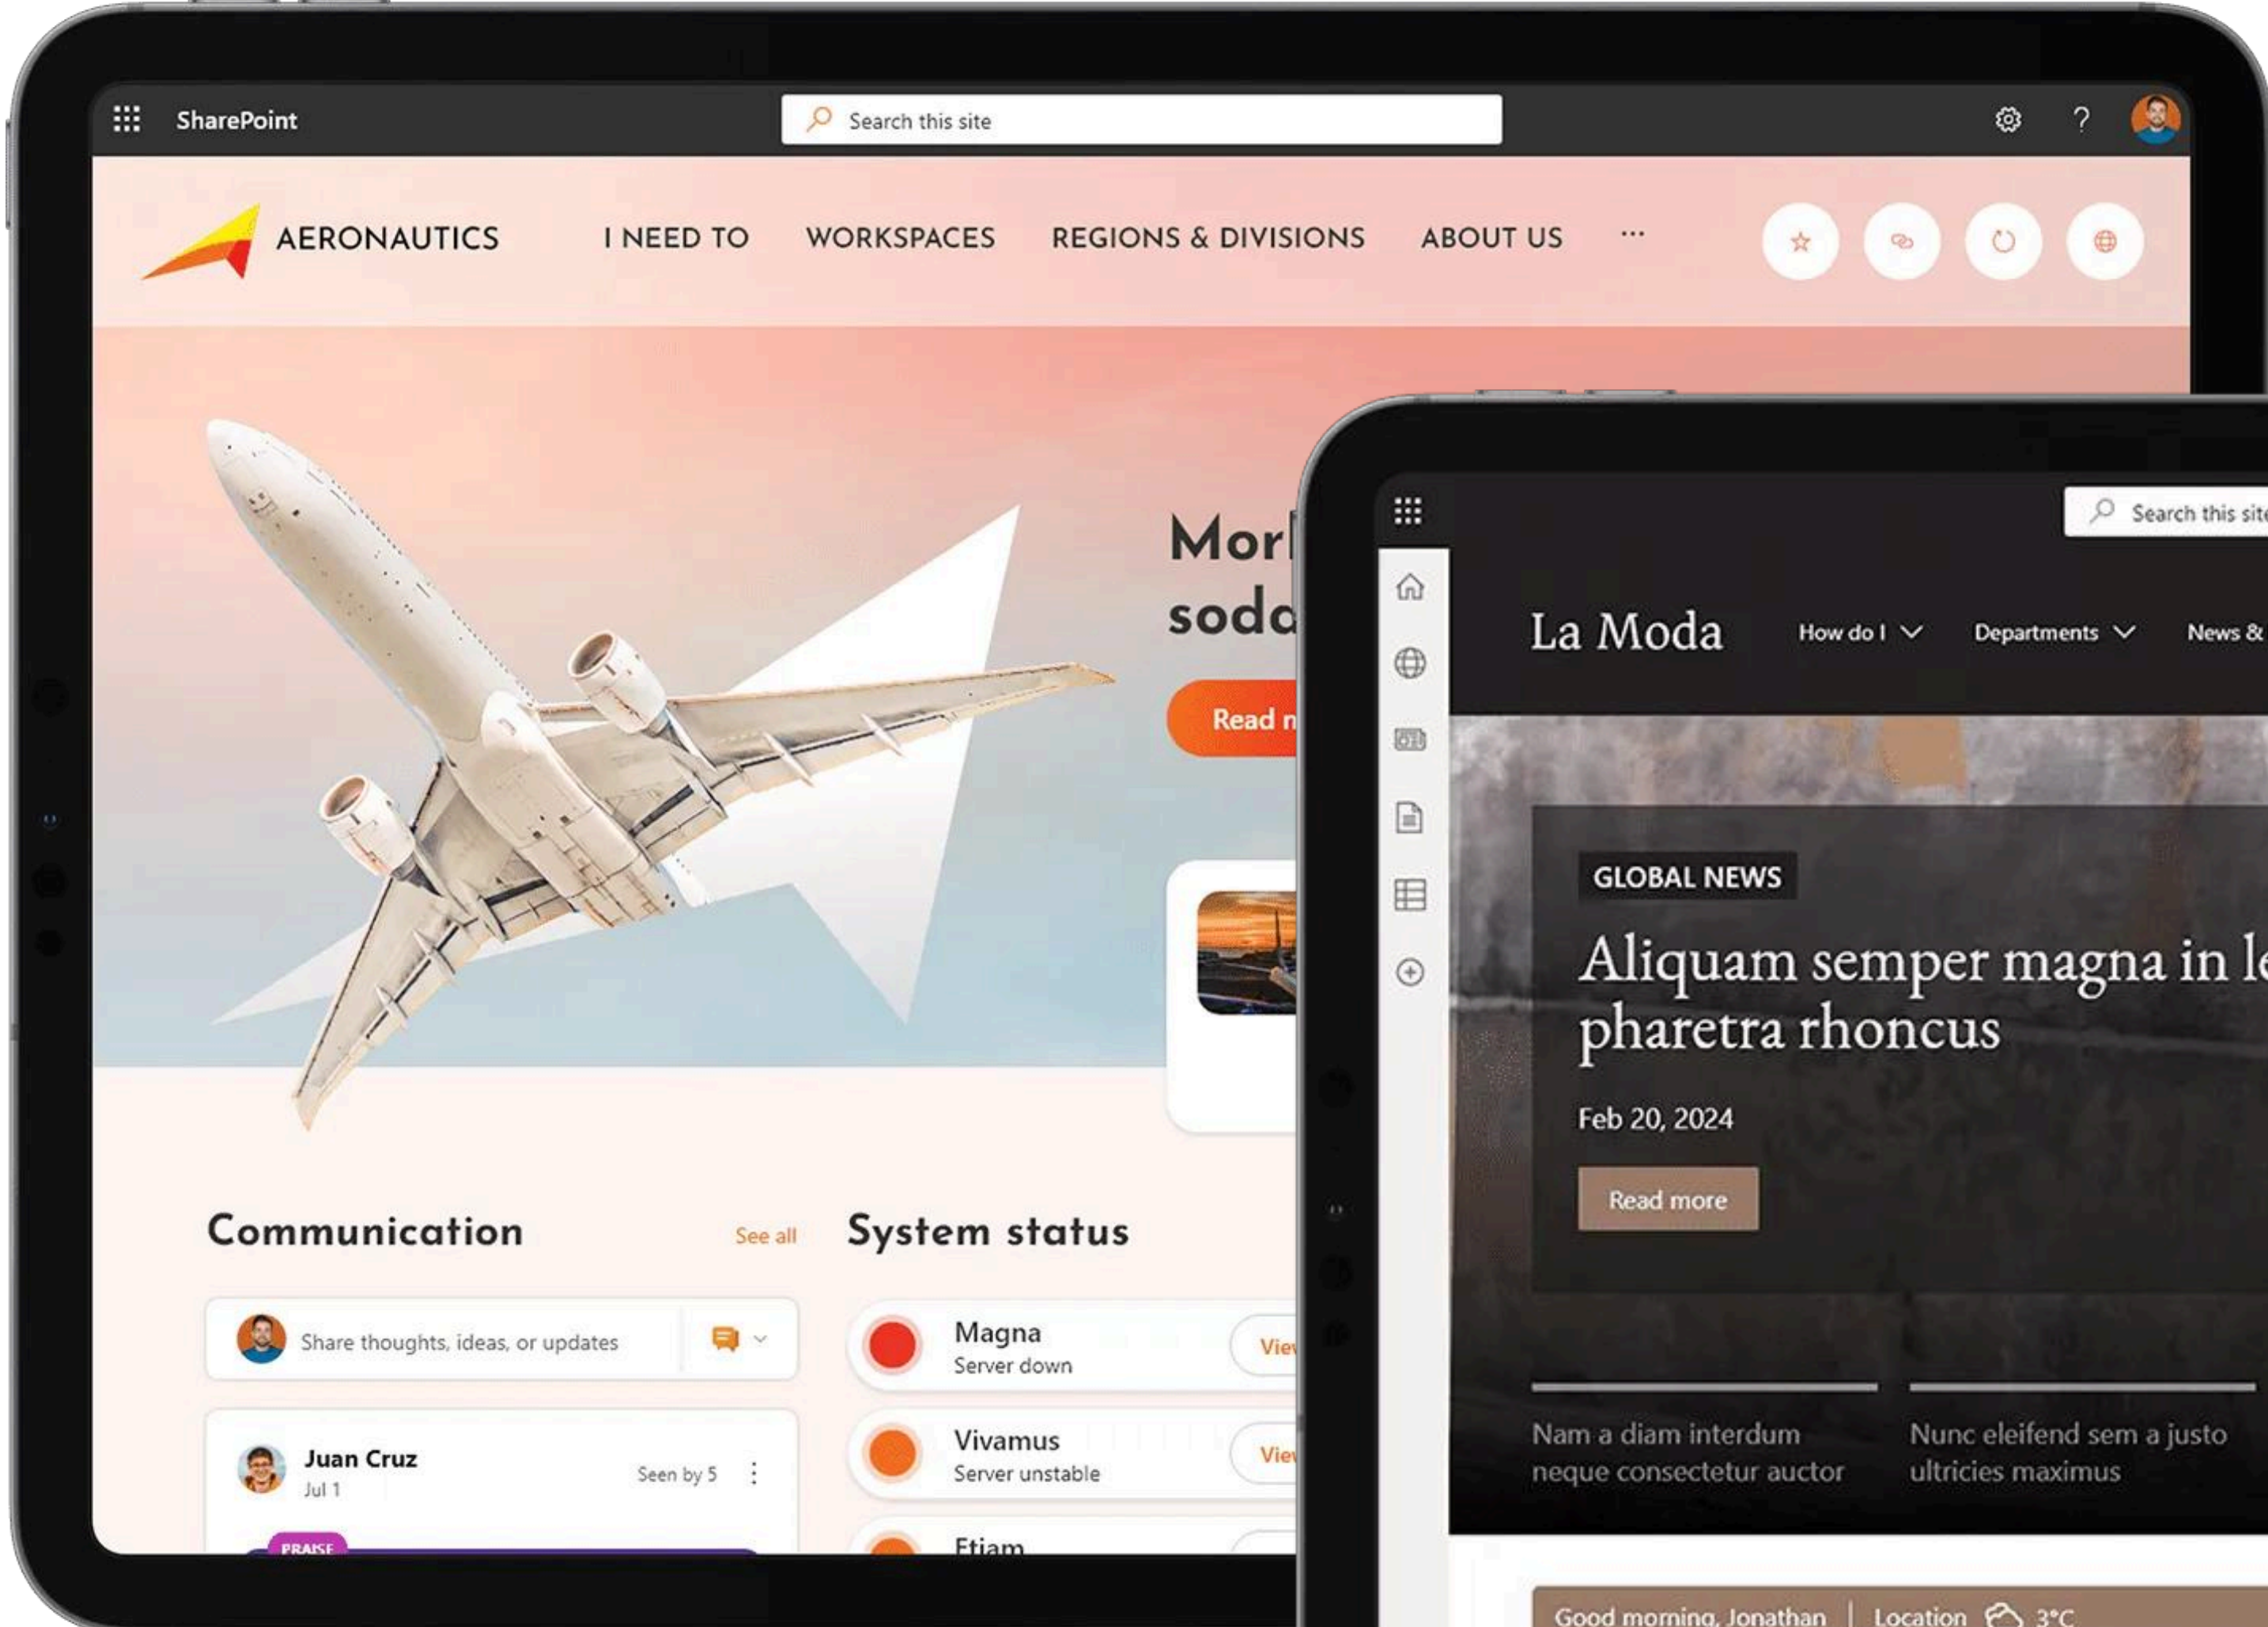 SharePoint
Search this site
AERONAUTICS
I NEED TO
WORKSPACES
REGIONS & DIVISIONS
ABOUT US
...
Read
Communication
See all
Share thoughts, ideas, or updates
Juan Cruz
Jul 1
Seen by 5
PRAISE
System status
Magna
Server down
Vivamus
Server unstable
Etiam
Search this site
La Moda
How do I
Departments
News &
GLOBAL NEWS
Aliquam semper magna in
pharetra rhoncus
Feb 20, 2024
Read more
Nam a diam interdum
neque consectetur auctor
Nunc eleifend sem a justo
ultricies maximus
Good morning, Jonathan | Location 3°C